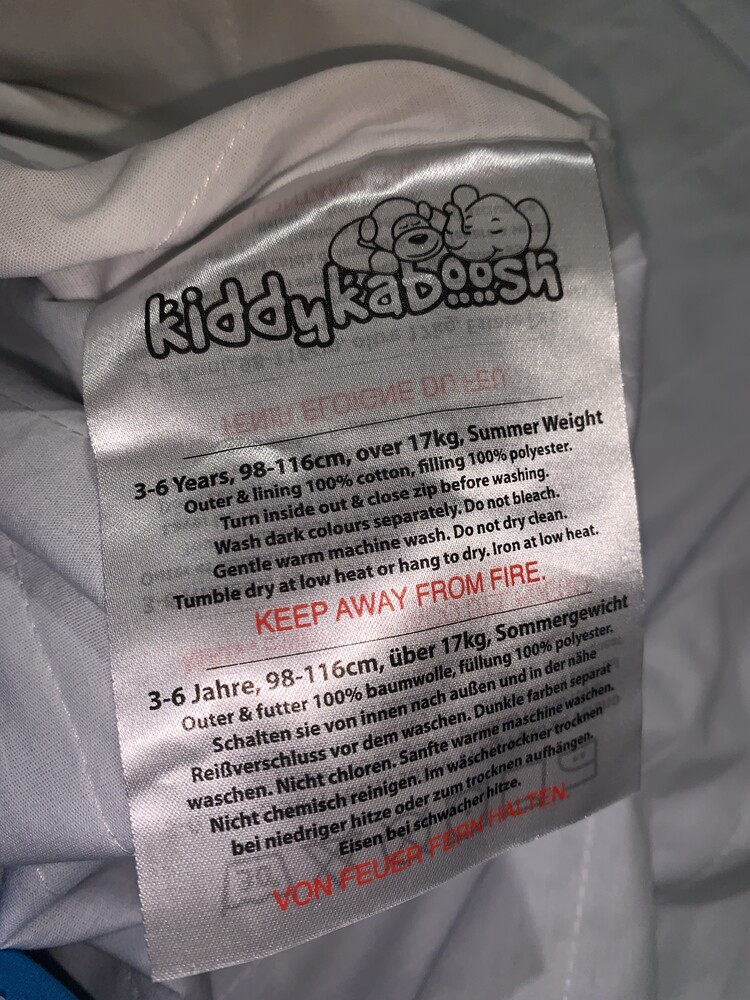 kiddykaboosh
TENIR ELOIGNE DU FEU
3-6 Years, 98-116cm, over 17kg, Summer Weight
Outer & lining 100% cotton, filling 100% polyester.
Turn inside out & close zip before washing.
Wash dark colours separately. Do not bleach.
Gentle warm machine wash. Do not dry clean.
Tumble dry at low heat or hang to dry. Iron at low heat.
KEEP AWAY FROM FIRE.
3-6 Jahre, 98-116cm, über 17kg, Sommergewicht
Outer & futter 100% baumwolle, füllung 100% polyester.
Schalten sie von innen nach außen und in der nähe
Reißverschluss vor dem waschen. Dunkle farben separat
waschen. Nicht chloren. Sanfte warme maschine waschen.
Nicht chemisch reinigen. Im wäschetrockner trocknen
bei niedriger hitze oder zum trocknen aufhängen.
Eisen bei schwacher hitze.
VON FEUER FERN HALTEN.
30